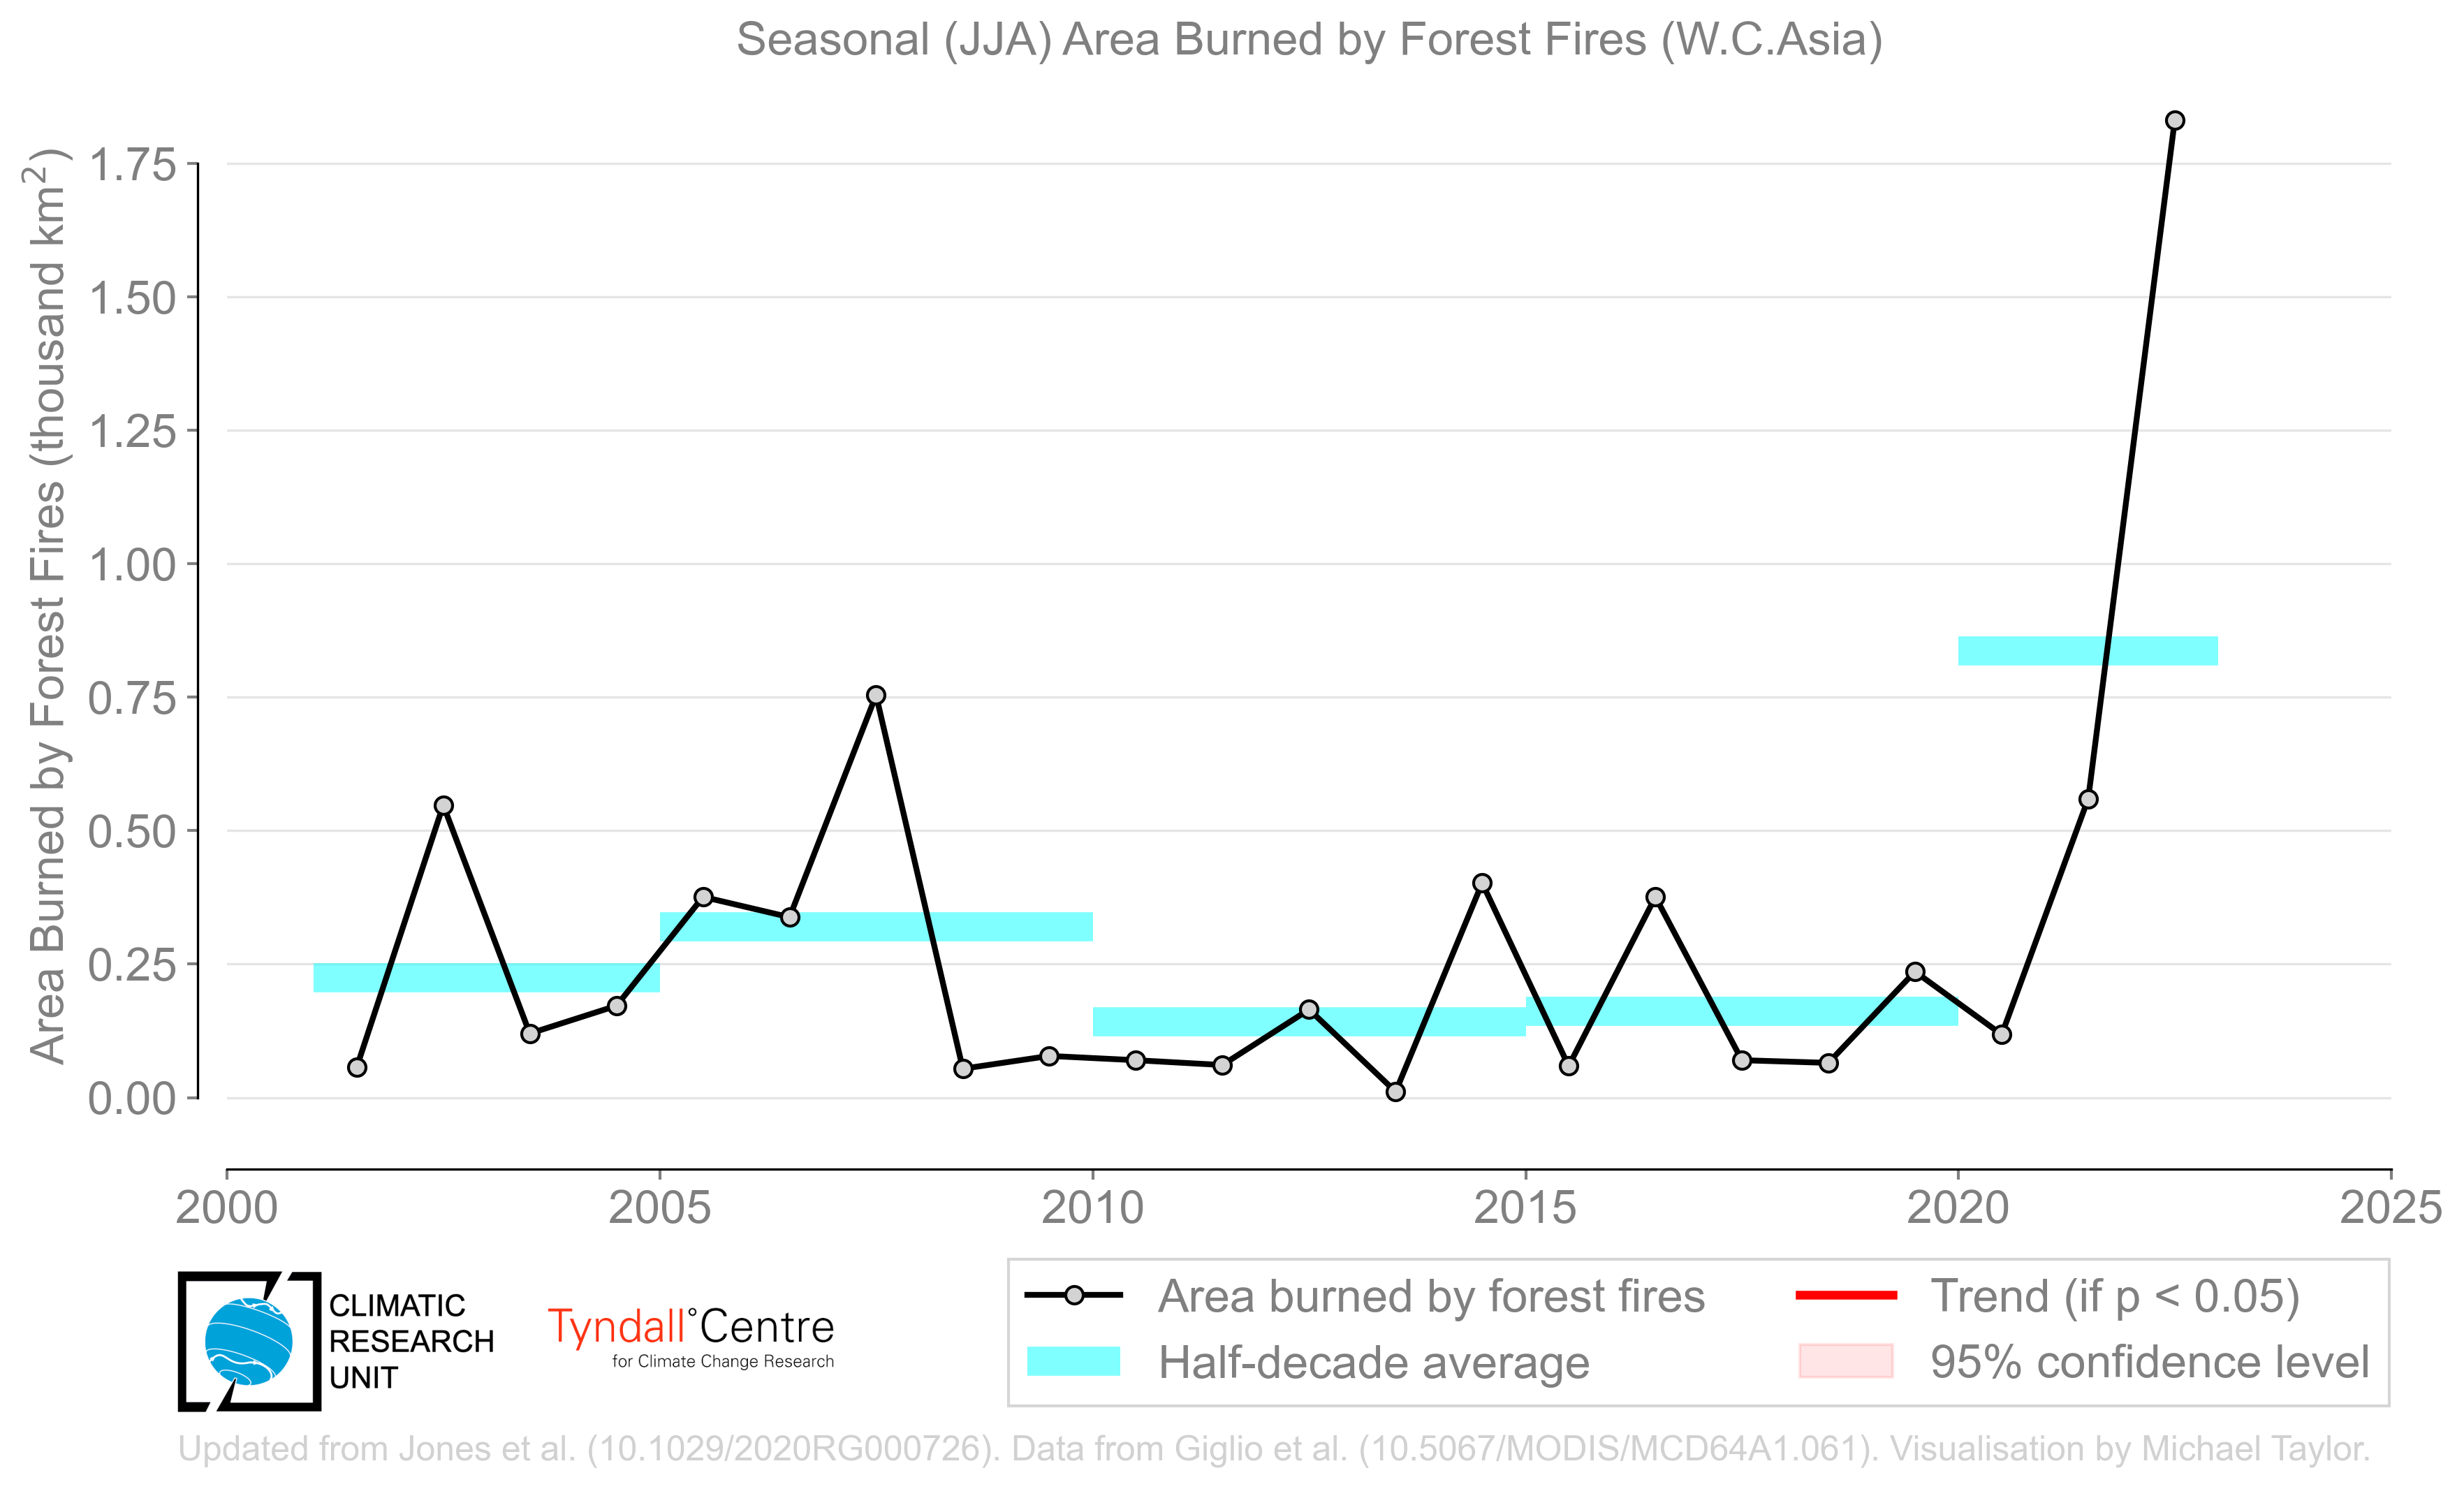 Seasonal (JJA) Area Burned by Forest Fires (W.C.Asia)
Area Burned by Forest Fires (thousand km²)
1.75
1.50
1.25
1.00
0.75
0.50
0.25
0.00
2000 2005 2010 2015 2020 2025
CLIMATIC
RESEARCH
UNIT
Tyndall°Centre
for Climate Change Research
Area burned by forest fires
Half-decade average
Trend (if p < 0.05)
95% confidence level
Updated from Jones et al. (10.1029/2020RG000726). Data from Giglio et al. (10.5067/MODIS/MCD64A1.061). Visualisation by Michael Taylor.